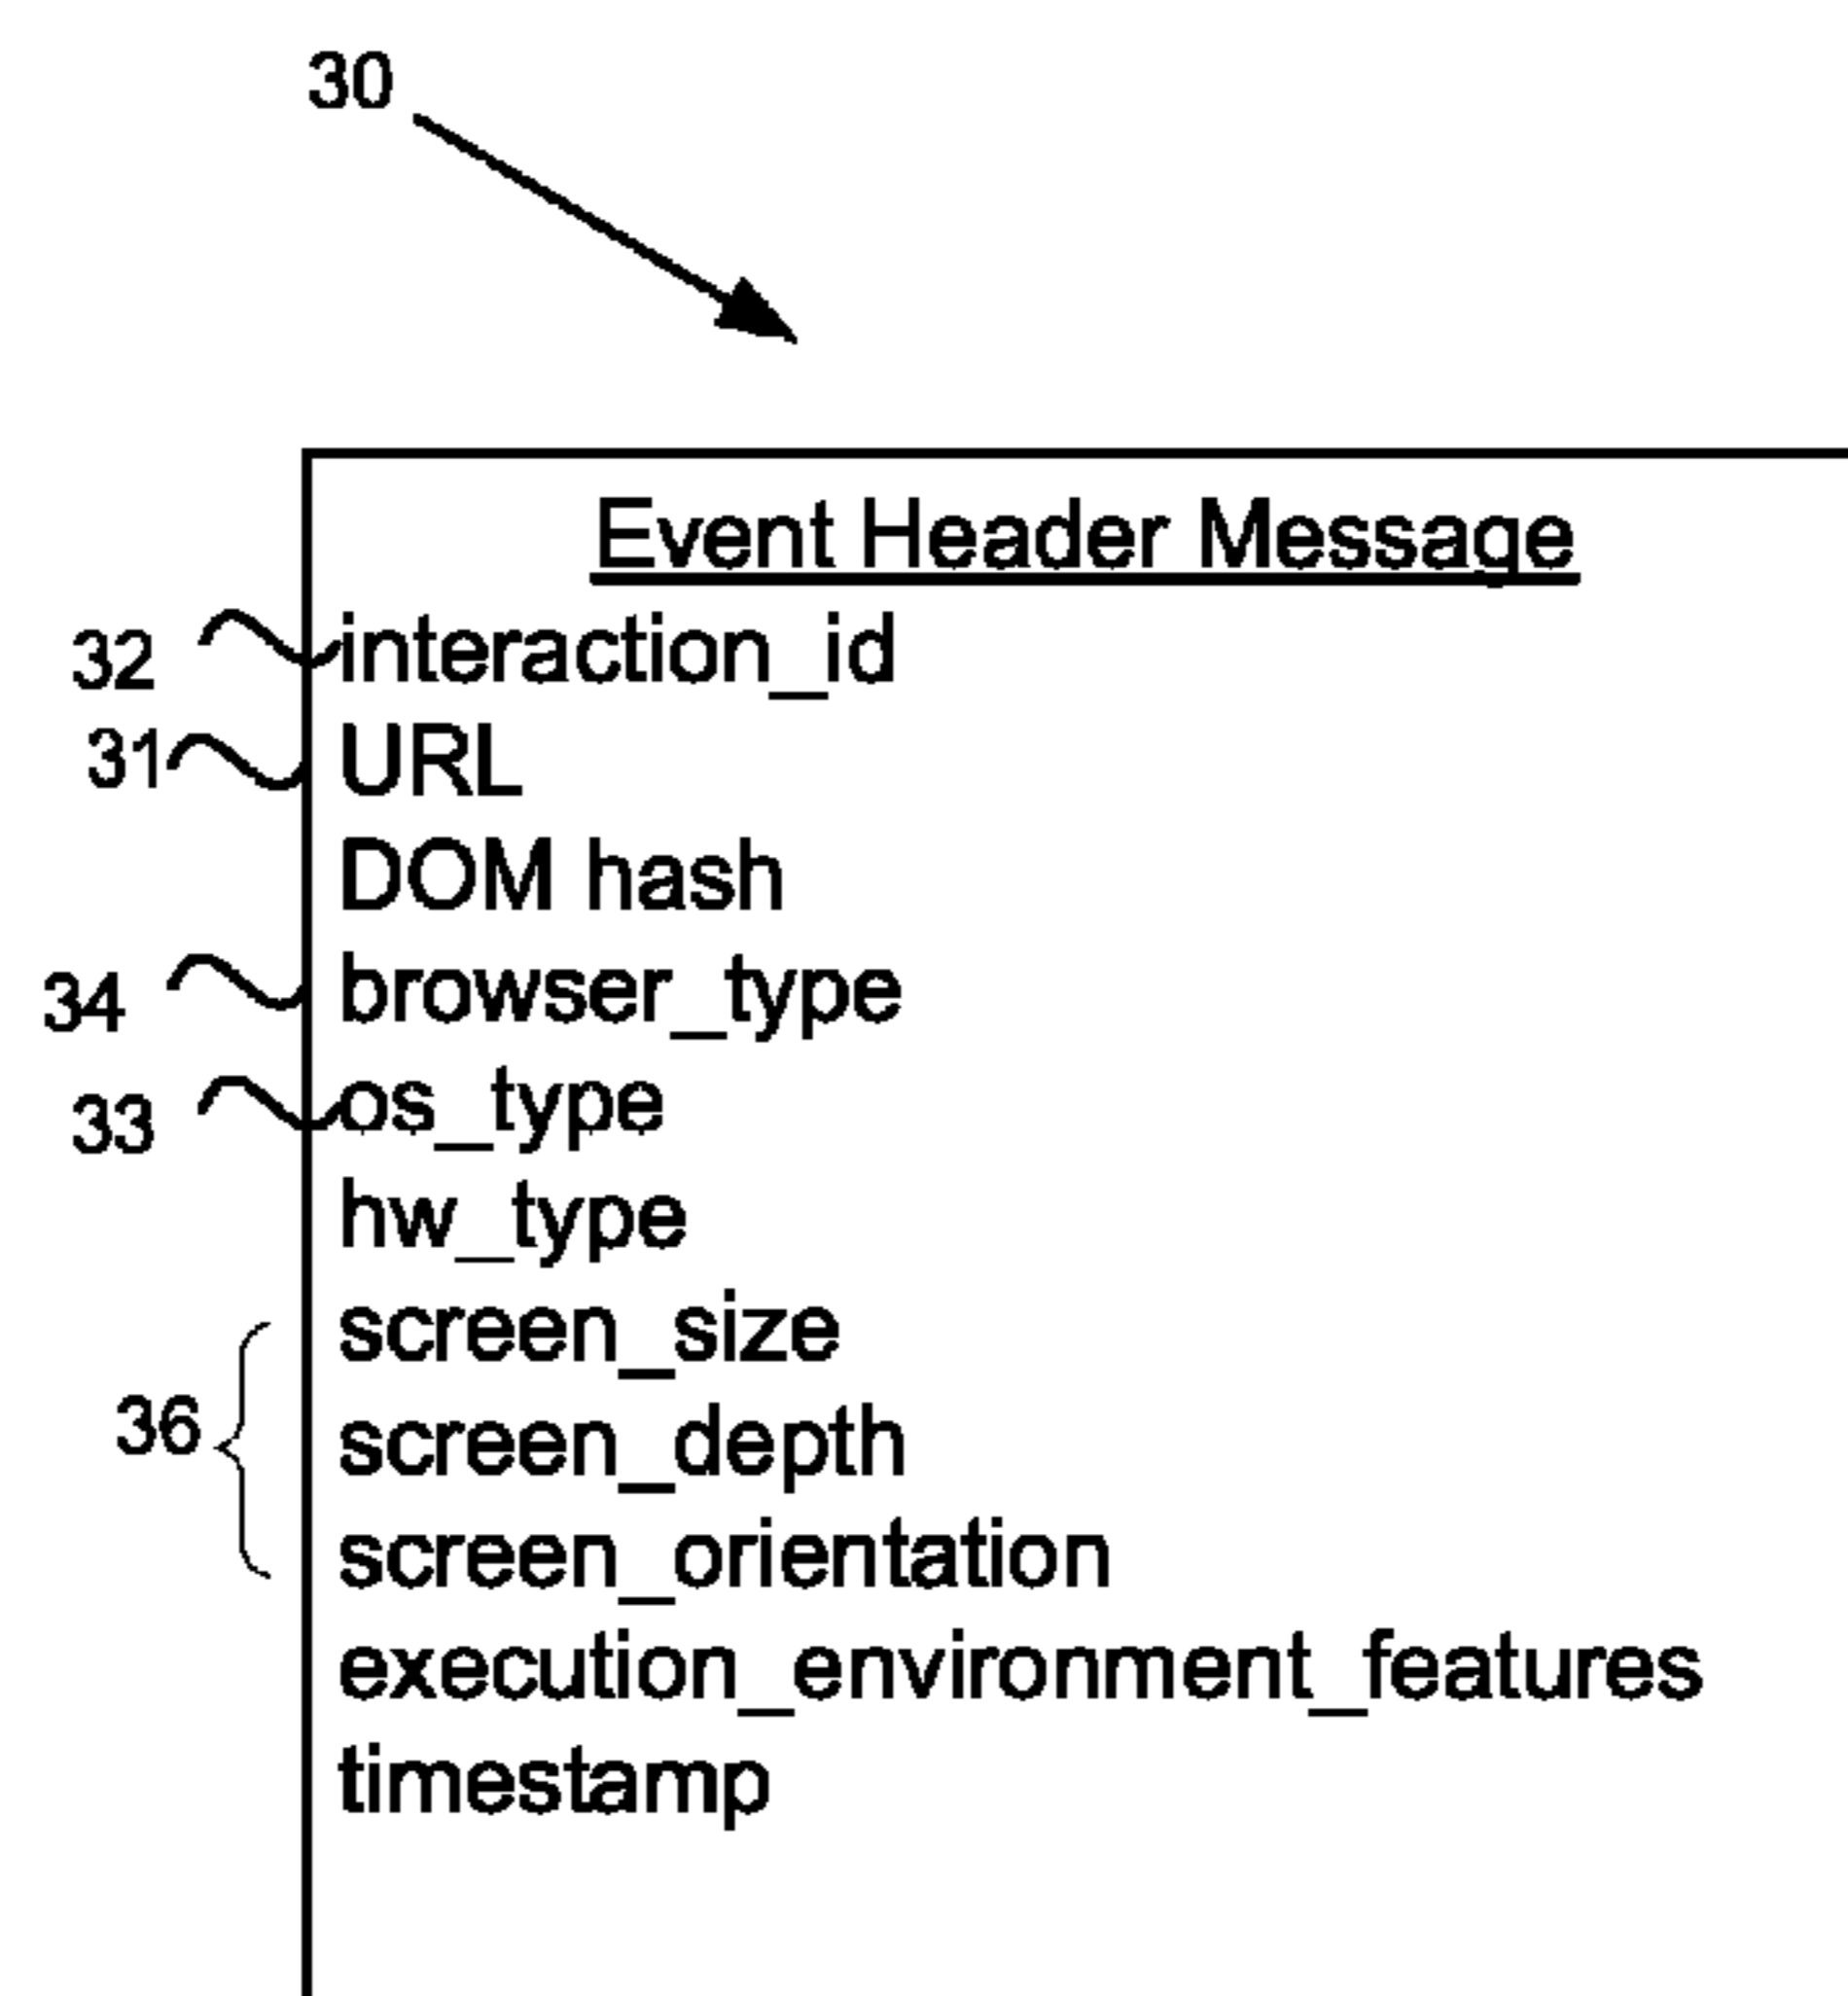 30
Event Header Message
32 interaction_id
31 URL
DOM hash
34 browser_type
33 os_type
hw_type
screen_size
36 screen_depth
screen_orientation
execution_environment_features
timestamp